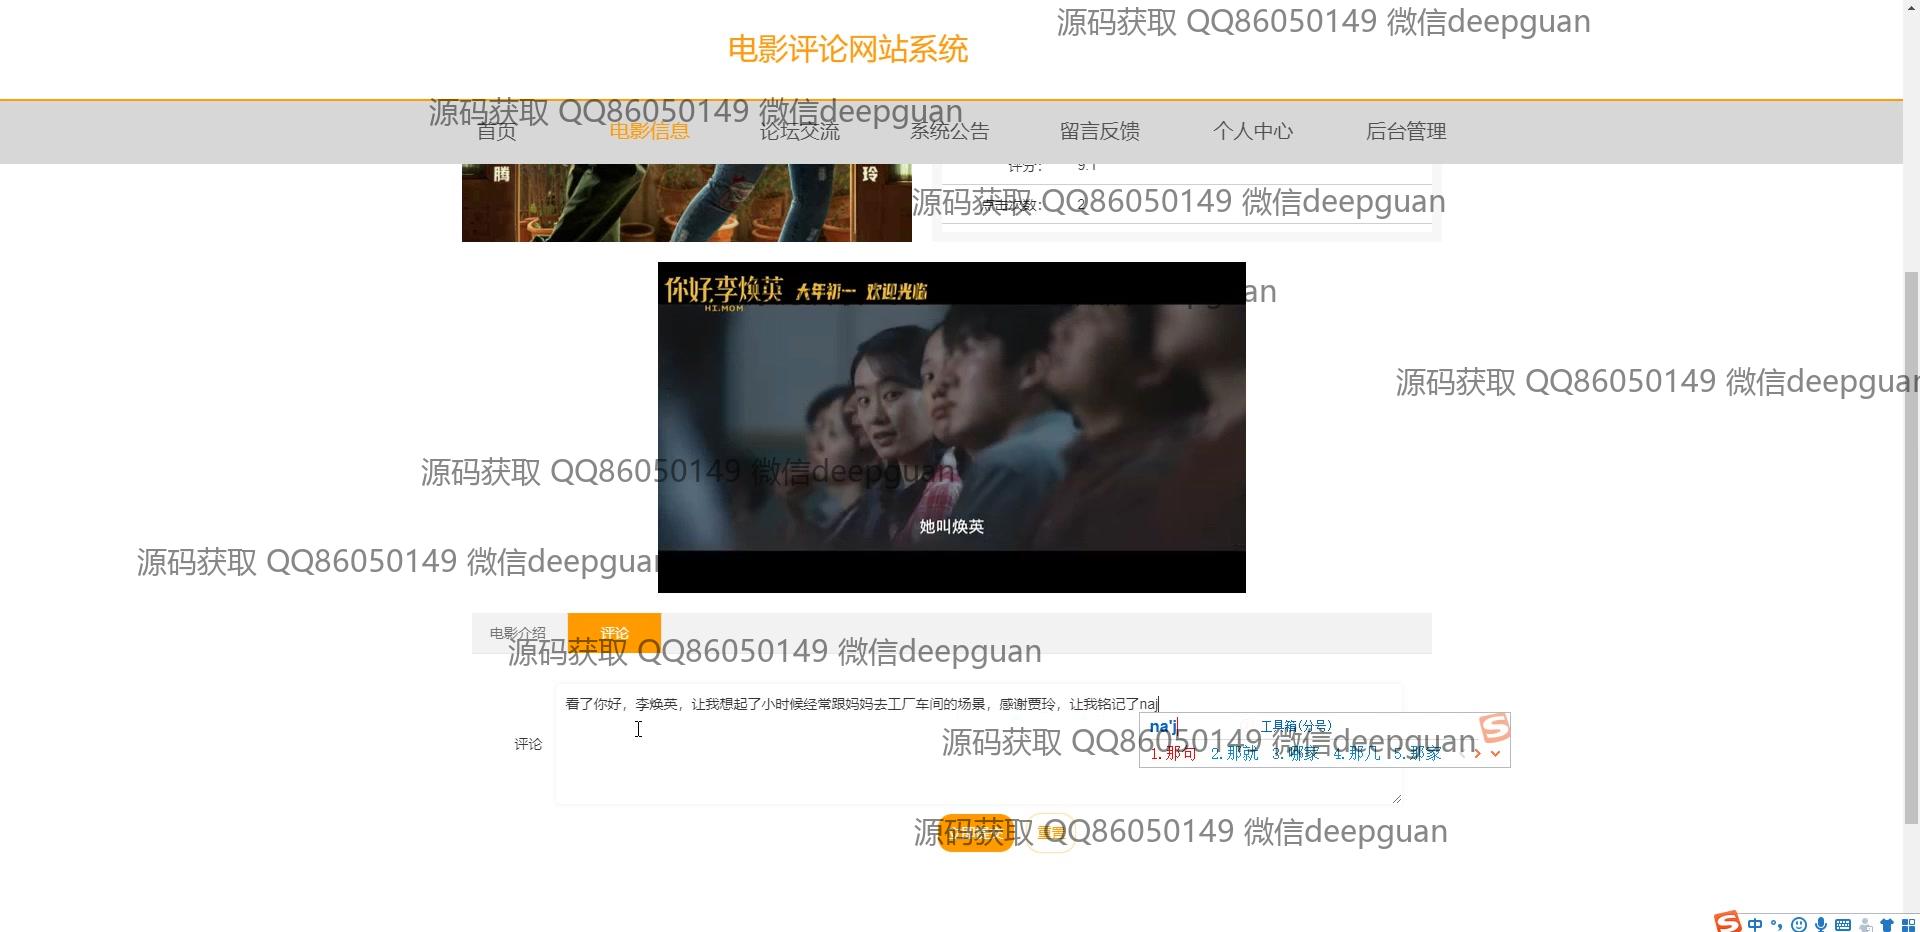 源码获取 QQ86050149 微信deepguan
电影评论网站系统
源码获取 QQ86050149 微信deepguan
首页 电影信息 论坛交流 系统公告 留言反馈 个人中心 后台管理
评分： 9.1
腾 玲
源码获取 QQ86050149 微信deepguan
点击次数： 2
你好,李焕英 大年初一 欢迎光临
HI,MOM
an
源码获取 QQ86050149 微信deepguan
源码获取 QQ86050149 微信deepguan
她叫焕英
源码获取 QQ86050149 微信deepguan
电影介绍 评论
源码获取 QQ86050149 微信deepguan
看了你好，李焕英，让我想起了小时候经常跟妈妈去工厂车间的场景，感谢贾玲，让我铭记了naj
na'j 工具箱(分号)
评论
源码获取 QQ86050149 微信deepguan
1.那句 2.那就 3.哪家 4.那几 5.那家
源码获取 QQ86050149 微信deepguan
重置
中